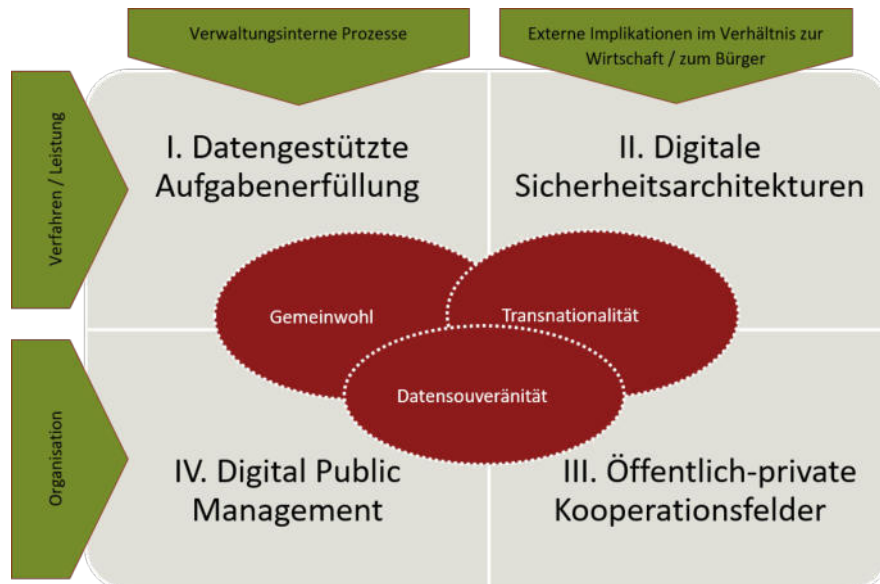 Verwaltungsinterne Prozesse
Externe Implikationen im Verhältnis zur
Wirtschaft / zum Bürger
Verfahren / Leistung
I. Datengestützte
Aufgabenerfüllung
II. Digitale
Sicherheitsarchitekturen
Gemeinwohl
Transnationalität
Datensouveränität
Organisation
IV. Digital Public
Management
III. Öffentlich-private
Kooperationsfelder